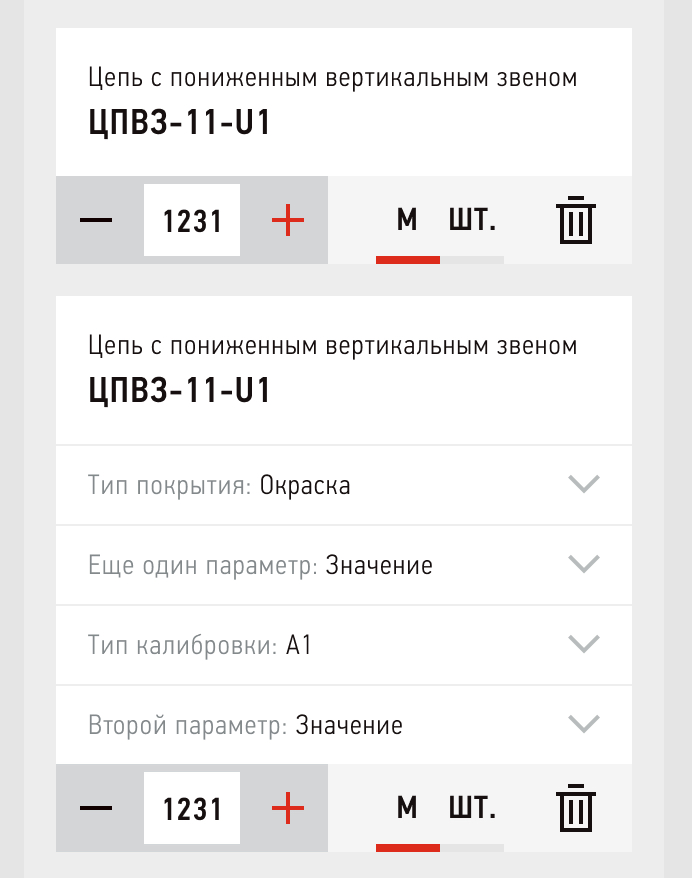 Цепь с пониженным вертикальным звеном
ЦПВЗ-11-U1
1231
М ШТ.
Цепь с пониженным вертикальным звеном
ЦПВЗ-11-U1
Тип покрытия: Окраска
Еще один параметр: Значение
Тип калибровки: А1
Второй параметр: Значение
1231
М ШТ.